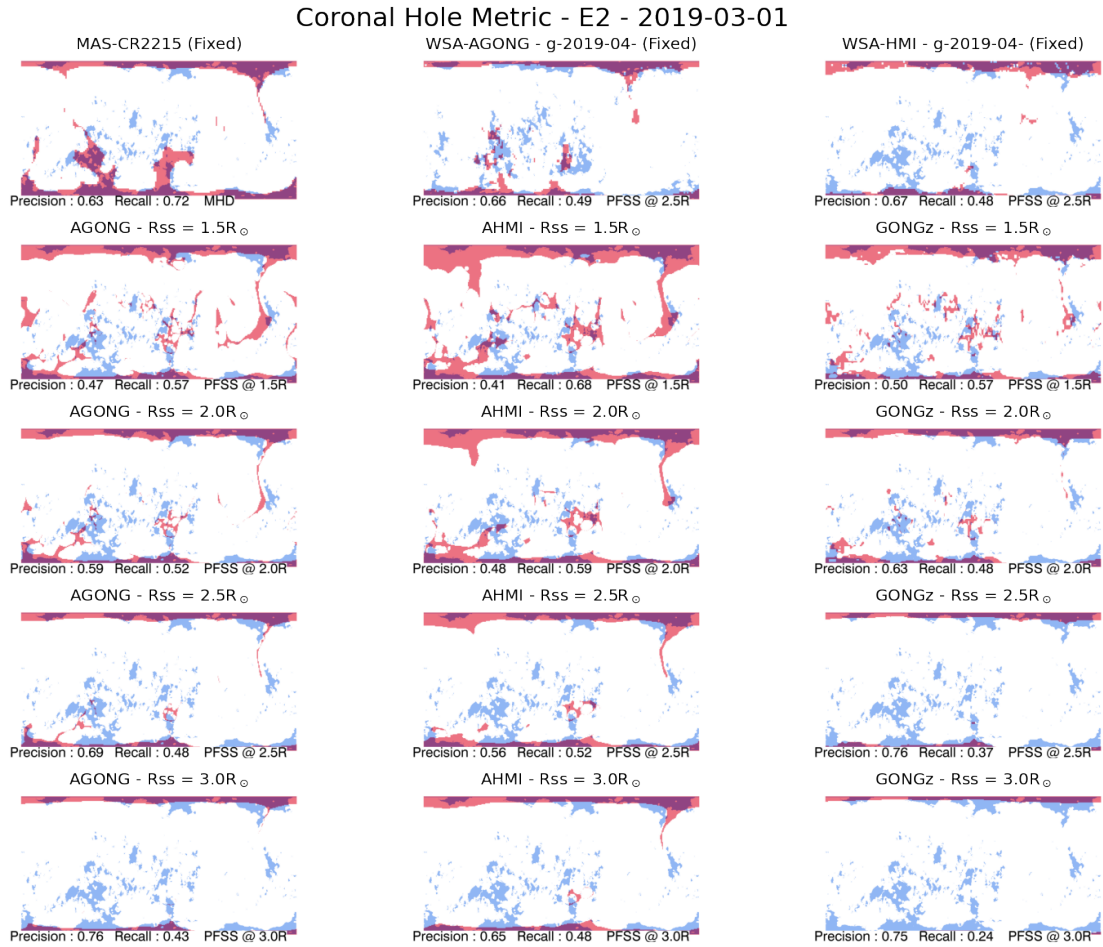 Coronal Hole Metric - E2 - 2019-03-01
MAS-CR2215 (Fixed)
WSA-AGONG - g-2019-04- (Fixed)
WSA-HMI - g-2019-04- (Fixed)
Precision : 0.63 Recall : 0.72 MHD
Precision : 0.66 Recall : 0.49 PFSS @ 2.5R
Precision : 0.67 Recall : 0.48 PFSS @ 2.5R
AGONG - Rss = 1.5R⊙
AHMI - Rss = 1.5R⊙
GONGz - Rss = 1.5R⊙
Precision : 0.47 Recall : 0.57 PFSS @ 1.5R
Precision : 0.41 Recall : 0.68 PFSS @ 1.5R
Precision : 0.50 Recall : 0.57 PFSS @ 1.5R
AGONG - Rss = 2.0R⊙
AHMI - Rss = 2.0R⊙
GONGz - Rss = 2.0R⊙
Precision : 0.59 Recall : 0.52 PFSS @ 2.0R
Precision : 0.48 Recall : 0.59 PFSS @ 2.0R
Precision : 0.63 Recall : 0.48 PFSS @ 2.0R
AGONG - Rss = 2.5R⊙
AHMI - Rss = 2.5R⊙
GONGz - Rss = 2.5R⊙
Precision : 0.69 Recall : 0.48 PFSS @ 2.5R
Precision : 0.56 Recall : 0.52 PFSS @ 2.5R
Precision : 0.76 Recall : 0.37 PFSS @ 2.5R
AGONG - Rss = 3.0R⊙
AHMI - Rss = 3.0R⊙
GONGz - Rss = 3.0R⊙
Precision : 0.76 Recall : 0.43 PFSS @ 3.0R
Precision : 0.65 Recall : 0.48 PFSS @ 3.0R
Precision : 0.75 Recall : 0.24 PFSS @ 3.0R